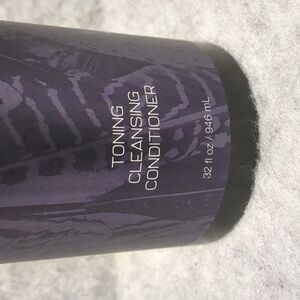 TONING
CLEANSING
CONDITIONER
32 fl oz / 946 mL